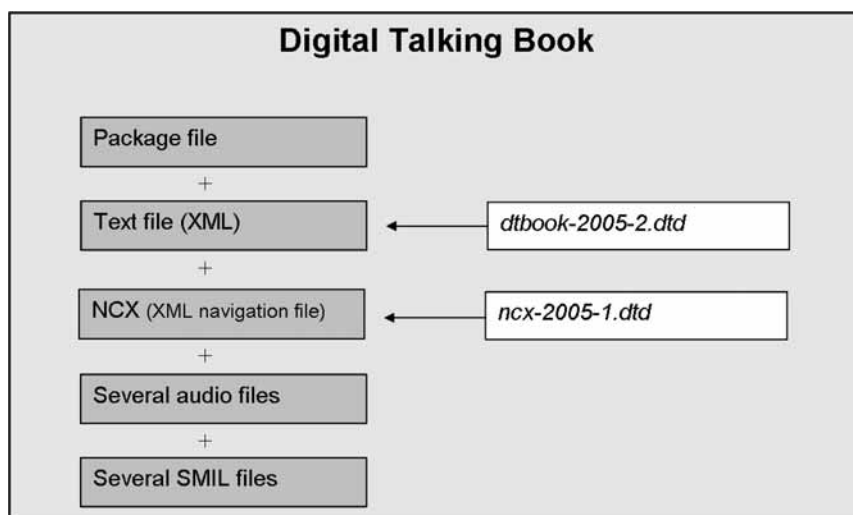 Digital Talking Book
Package file
+
Text file (XML)
dtbook-2005-2.dtd
+
NCX (XML navigation file)
ncx-2005-1.dtd
+
Several audio files
+
Several SMIL files